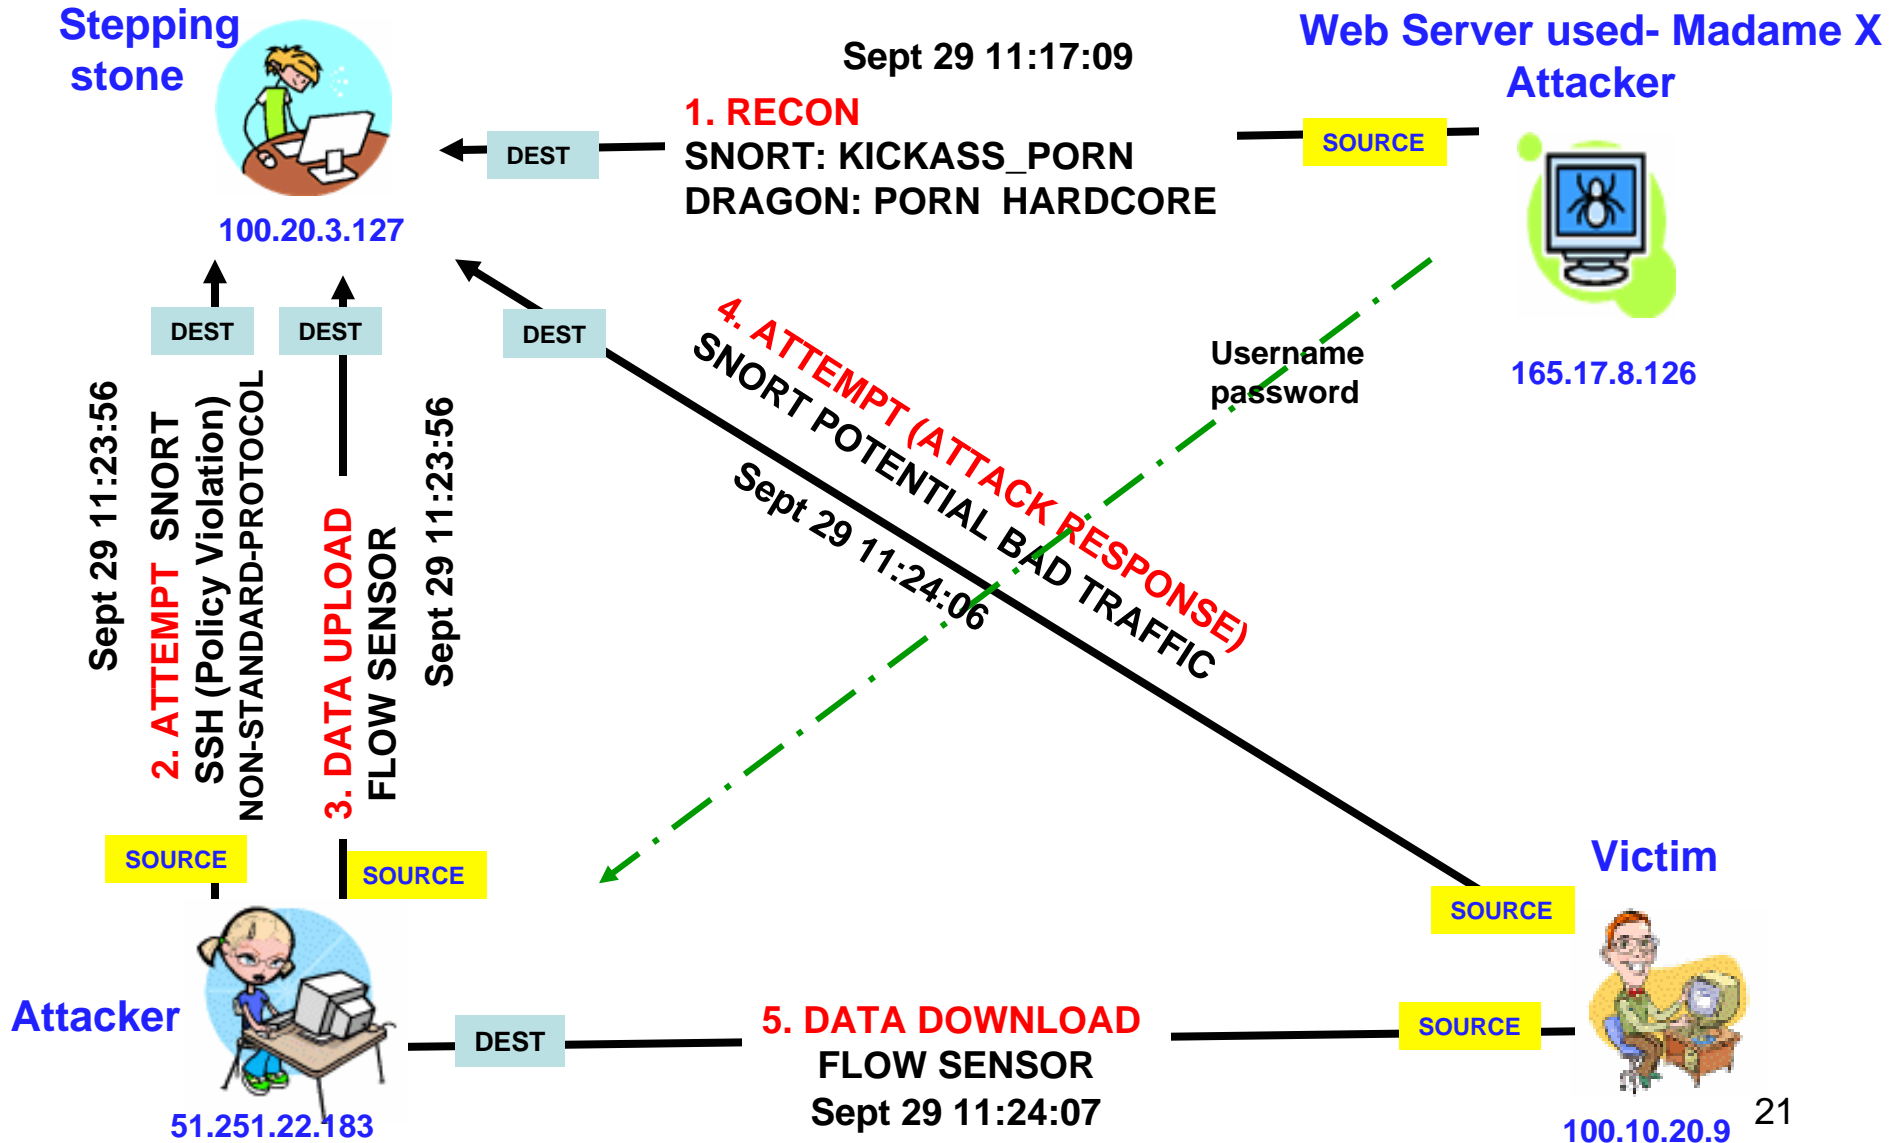 Stepping
stone
Sept 29 11:17:09
Web Server used- Madame X
Attacker
1. RECON
SNORT: KICKASS_PORN
DRAGON: PORN HARDCORE
DEST
SOURCE
100.20.3.127
165.17.8.126
DEST
DEST
DEST
Username
password
4. ATTEMPT (ATTACK RESPONSE)
SNORT POTENTIAL BAD TRAFFIC
Sept 29 11:24:06
Sept 29 11:23:56
2. ATTEMPT SNORT
SSH (Policy Violation)
NON-STANDARD-PROTOCOL
3. DATA UPLOAD
FLOW SENSOR
Sept 29 11:23:56
SOURCE
SOURCE
Victim
SOURCE
Attacker
DEST
5. DATA DOWNLOAD
FLOW SENSOR
Sept 29 11:24:07
SOURCE
51.251.22.183
100.10.20.9
21